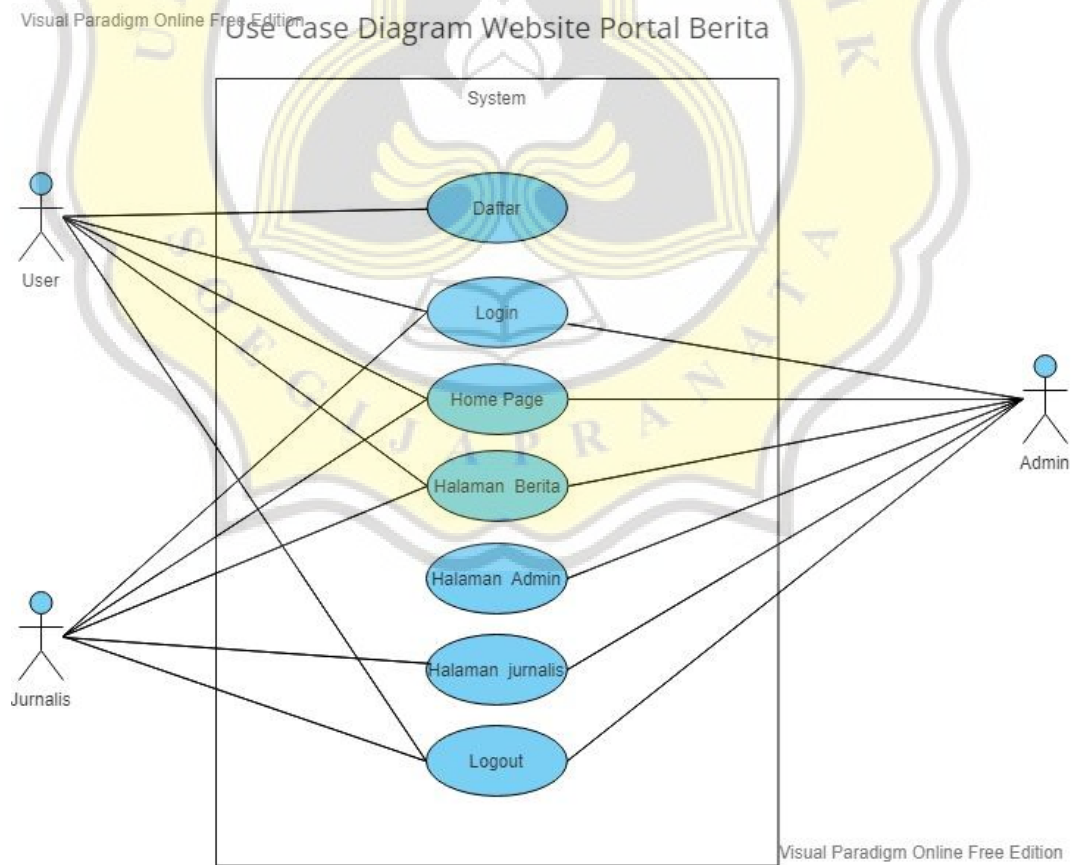 Visual Paradigm Online Free Edition
Use Case Diagram Website Portal Berita
System
Daftar
User
Login
Home Page
Admin
Halaman Berita
Halaman Admin
Jurnalis
Halaman jurnalis
Logout
Visual Paradigm Online Free Edition
SOEGIJAPRANATA
U
K